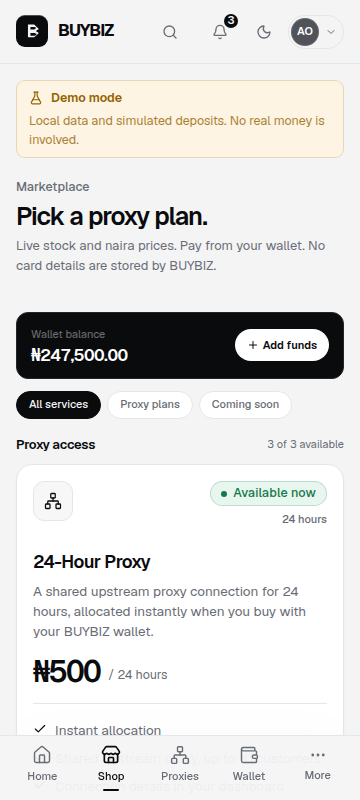 BUYBIZ
3
AO
Demo mode
Local data and simulated deposits. No real money is
involved.
Marketplace
Pick a proxy plan.
Live stock and naira prices. Pay from your wallet. No
card details are stored by BUYBIZ.
Wallet balance
₦247,500.00
+ Add funds
All services
Proxy plans
Coming soon
Proxy access
3 of 3 available
Available now
24 hours
24-Hour Proxy
A shared upstream proxy connection for 24
hours, allocated instantly when you buy with
your BUYBIZ wallet.
₦500 / 24 hours
Instant allocation
Home
Shop
Proxies
Wallet
More